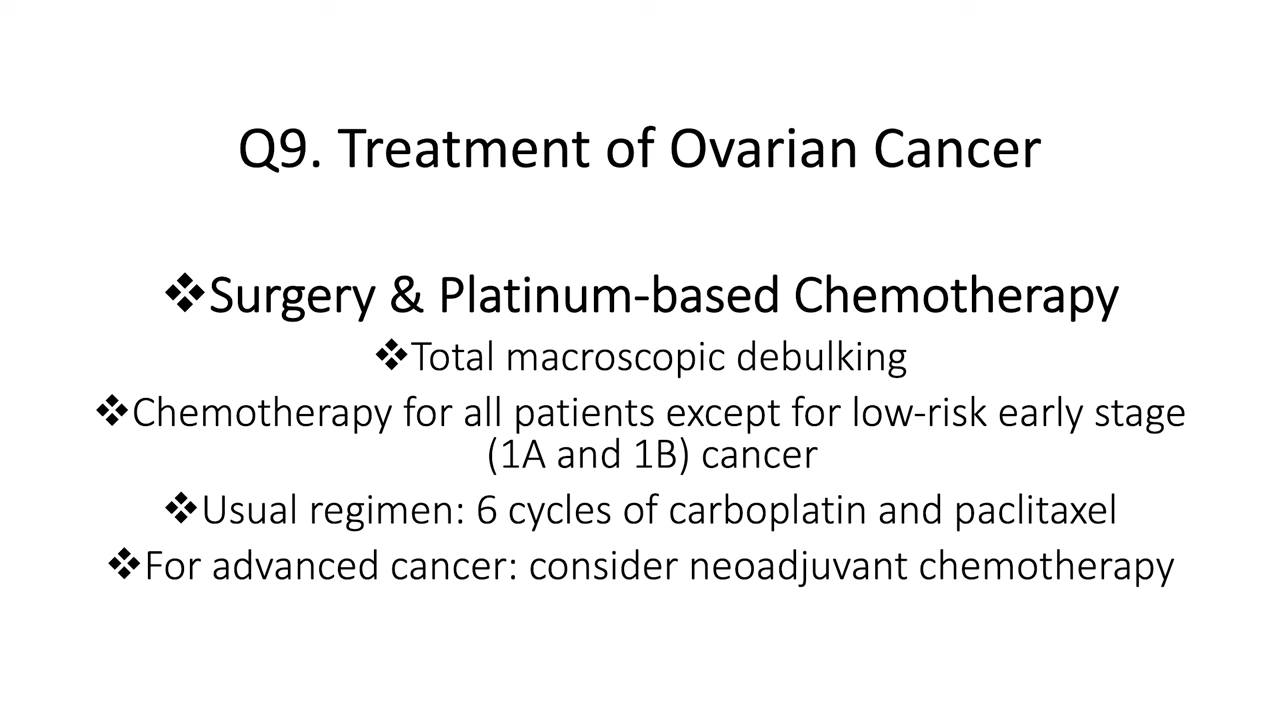 Q9. Treatment of Ovarian Cancer
❖Surgery & Platinum-based Chemotherapy
❖Total macroscopic debulking
❖Chemotherapy for all patients except for low-risk early stage
(1A and 1B) cancer
❖Usual regimen: 6 cycles of carboplatin and paclitaxel
❖For advanced cancer: consider neoadjuvant chemotherapy